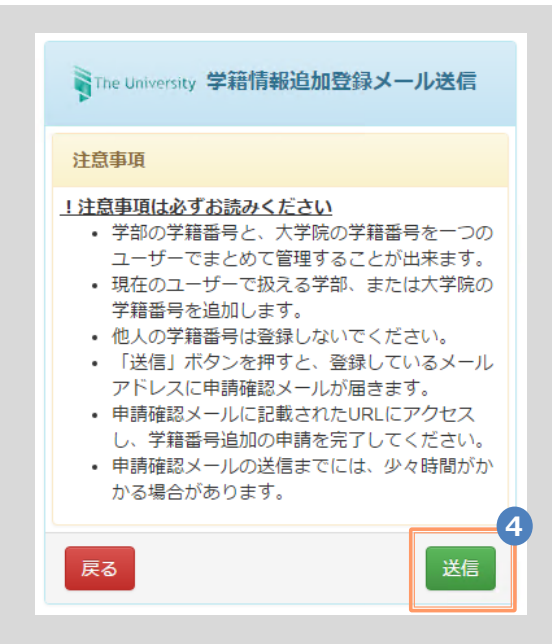 The University 学籍情報追加登録メール送信
注意事項
！注意事項は必ずお読みください
• 学部の学籍番号と、大学院の学籍番号を一つの
ユーザーでまとめて管理することが出来ます。
• 現在のユーザーで扱える学部、または大学院の
学籍番号を追加します。
• 他人の学籍番号は登録しないでください。
• 「送信」ボタンを押すと、登録しているメール
アドレスに申請確認メールが届きます。
• 申請確認メールに記載されたURLにアクセス
し、学籍番号追加の申請を完了してください。
• 申請確認メールの送信までには、少々時間がか
かる場合があります。
4
戻る 送信